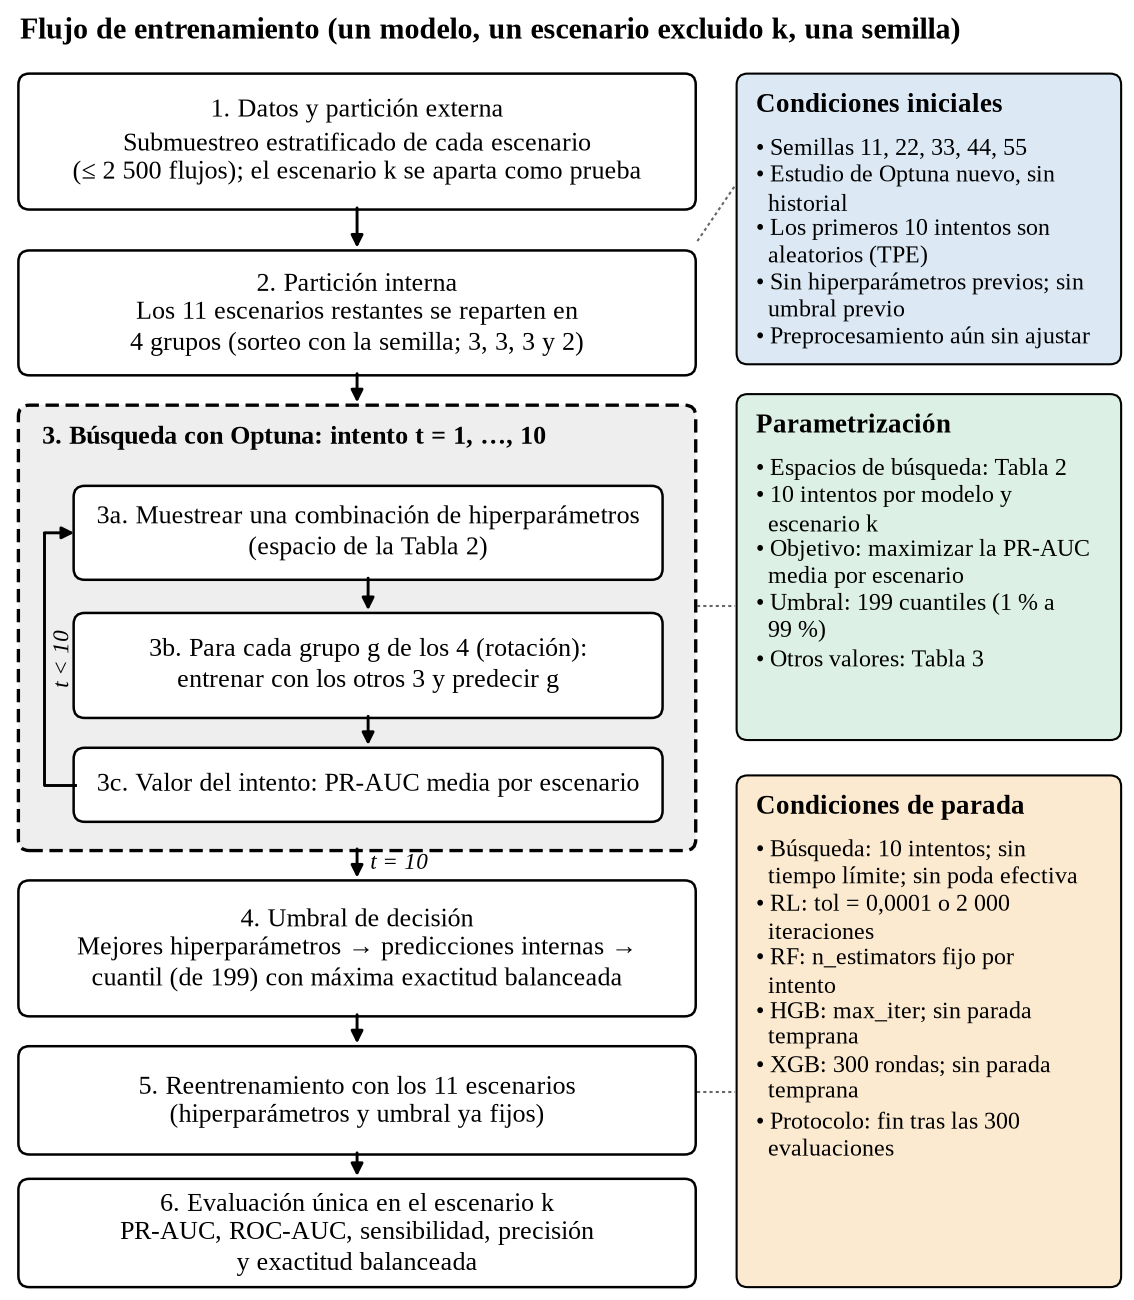 Flujo de entrenamiento (un modelo, un escenario excluido k, una semilla)
1. Datos y partición externa
Submuestreo estratificado de cada escenario
(≤ 2 500 flujos); el escenario k se aparta como prueba
2. Partición interna
Los 11 escenarios restantes se reparten en
4 grupos (sorteo con la semilla; 3, 3, 3 y 2)
3. Búsqueda con Optuna: intento t = 1, …, 10
3a. Muestrear una combinación de hiperparámetros
(espacio de la Tabla 2)
3b. Para cada grupo g de los 4 (rotación):
entrenar con los otros 3 y predecir g
t < 10
3c. Valor del intento: PR-AUC media por escenario
t = 10
4. Umbral de decisión
Mejores hiperparámetros → predicciones internas →
cuantil (de 199) con máxima exactitud balanceada
5. Reentrenamiento con los 11 escenarios
(hiperparámetros y umbral ya fijos)
6. Evaluación única en el escenario k
PR-AUC, ROC-AUC, sensibilidad, precisión
y exactitud balanceada
Condiciones iniciales
• Semillas 11, 22, 33, 44, 55
• Estudio de Optuna nuevo, sin
historial
• Los primeros 10 intentos son
aleatorios (TPE)
• Sin hiperparámetros previos; sin
umbral previo
• Preprocesamiento aún sin ajustar
Parametrización
• Espacios de búsqueda: Tabla 2
• 10 intentos por modelo y
escenario k
• Objetivo: maximizar la PR-AUC
media por escenario
• Umbral: 199 cuantiles (1 % a
99 %)
• Otros valores: Tabla 3
Condiciones de parada
• Búsqueda: 10 intentos; sin
tiempo límite; sin poda efectiva
• RL: tol = 0,0001 o 2 000
iteraciones
• RF: n_estimators fijo por
intento
• HGB: max_iter; sin parada
temprana
• XGB: 300 rondas; sin parada
temprana
• Protocolo: fin tras las 300
evaluaciones